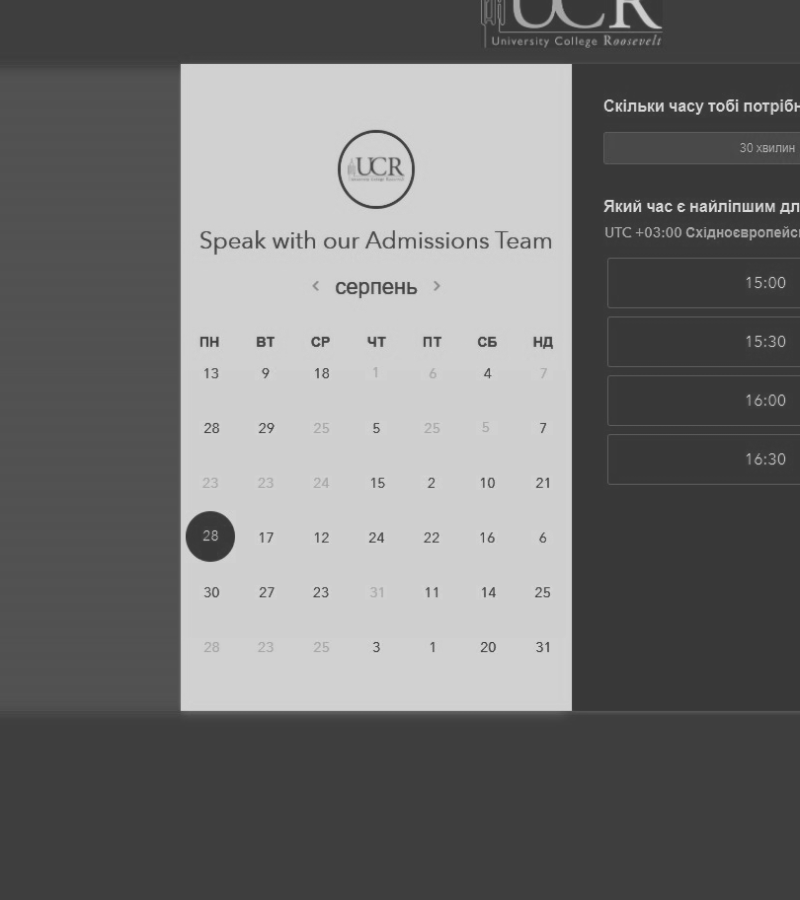 UCR
University College Roosevelt
UCR
University College Roosevelt
Speak with our Admissions Team
серпень
ПН ВТ СР ЧТ ПТ СБ НД
13 9 18 1 6 4 7
28 29 25 5 25 5 7
23 23 24 15 2 10 21
28 17 12 24 22 16 6
30 27 23 31 11 14 25
28 23 25 3 1 20 31
Скільки часу тобі потрібн
30 хвилин
Який час є найліпшим дл
UTC +03:00 Східноєвропейсь
15:00
15:30
16:00
16:30